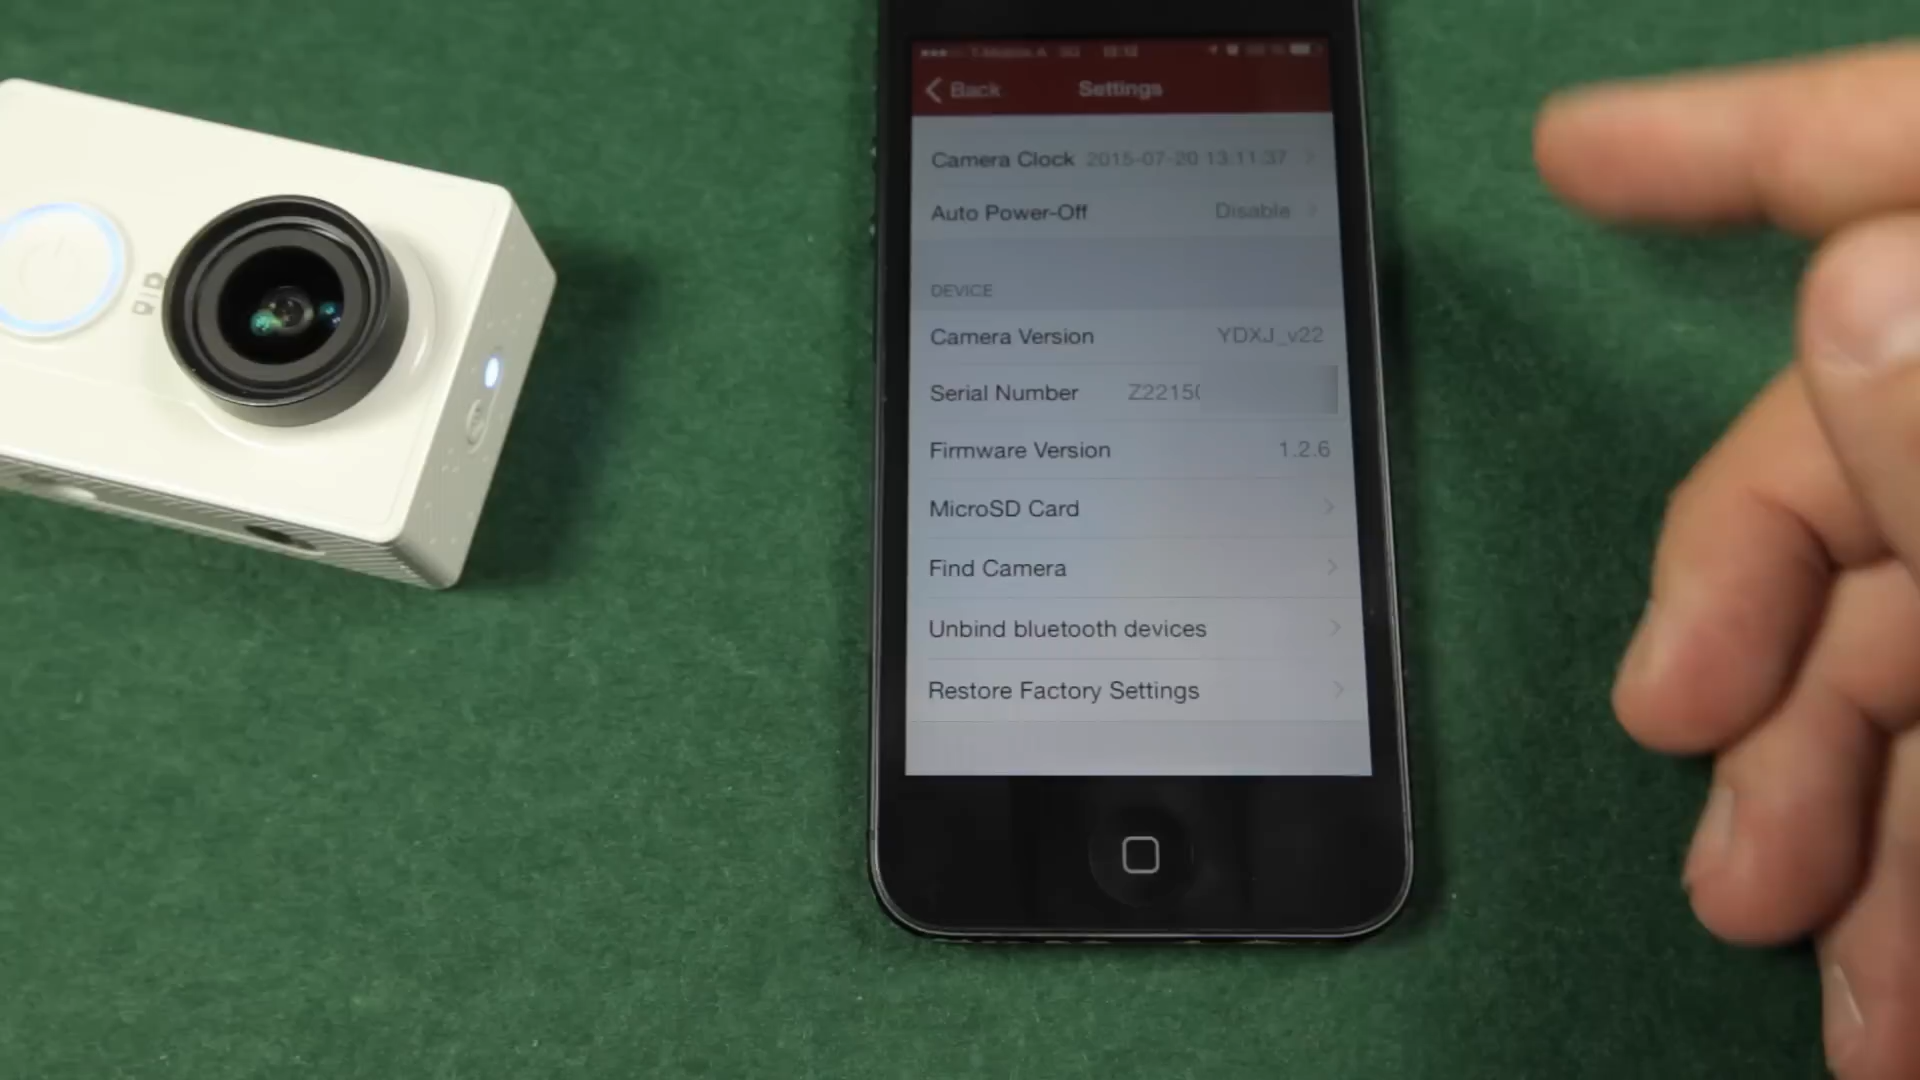 Back Settings
Camera Clock 2015-07-20 13:11:37
Auto Power-Off Disable
DEVICE
Camera Version YDXJ_v22
Serial Number Z2215
Firmware Version 1.2.6
MicroSD Card
Find Camera
Unbind bluetooth devices
Restore Factory Settings